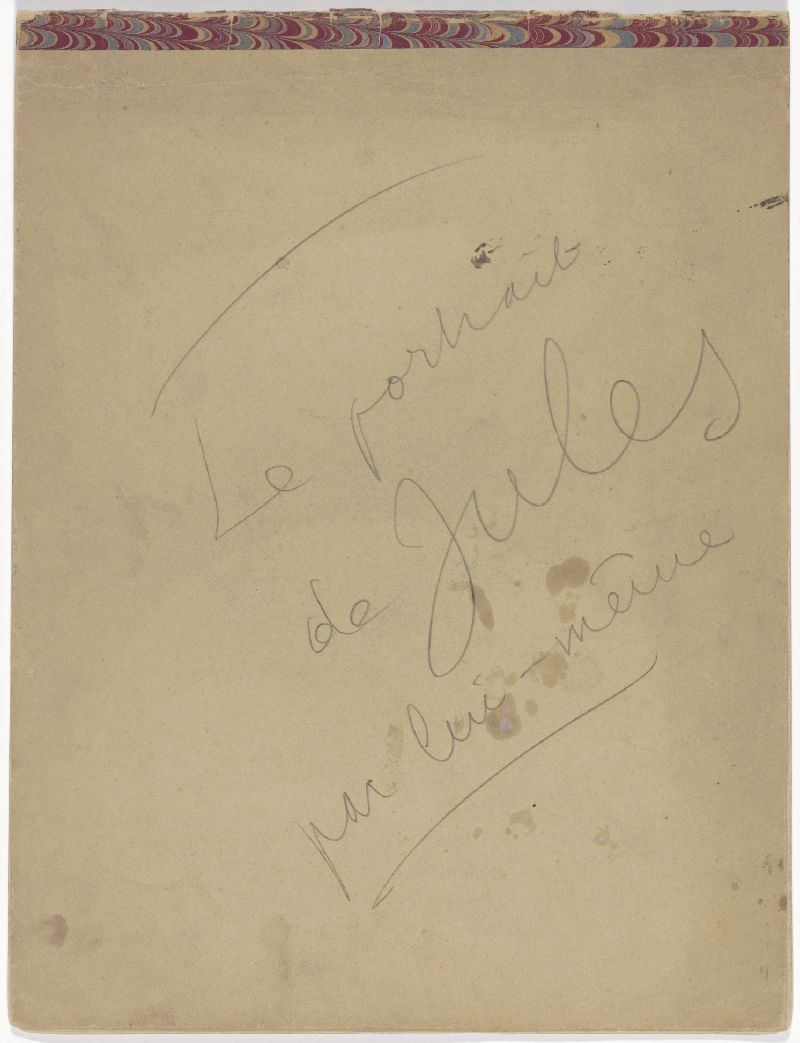 Le portrait
de Jules
par lui-même